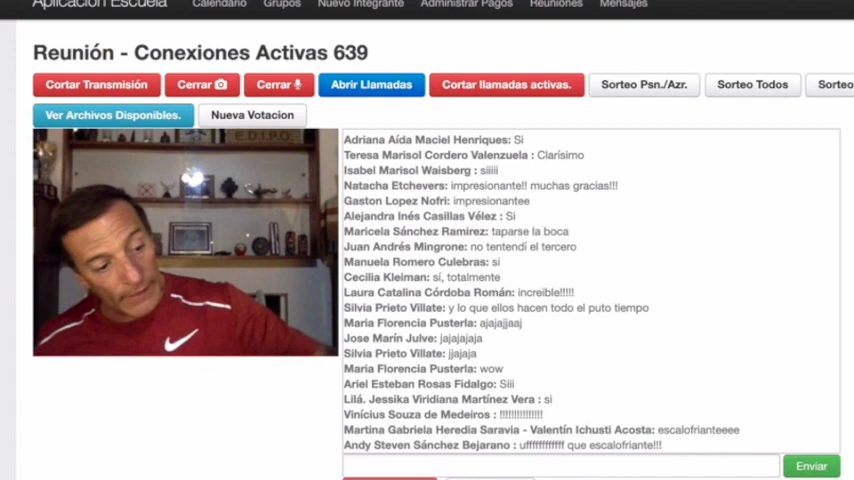 Aplicación Escuela Calendario Grupos Nuevo Integrante Administrar Pagos Reuniones Mensajes
Reunión - Conexiones Activas 639
Cortar Transmisión Cerrar Cerrar Abrir Llamadas Cortar llamadas activas. Sorteo Psn./Azr. Sorteo Todos Sorteo
Ver Archivos Disponibles. Nueva Votacion
E.D.I.P.O.
Adriana Aída Maciel Henriques: Si
Teresa Marisol Cordero Valenzuela : Clarísimo
Isabel Marisol Waisberg : siiiii
Natacha Etchevers: impresionante!! muchas gracias!!!
Gaston Lopez Nofri: impresionantee
Alejandra Inés Casillas Vélez : Si
Maricela Sánchez Ramirez: taparse la boca
Juan Andrés Mingrone: no tentendí el tercero
Manuela Romero Culebras: si
Cecilia Kleiman: sí, totalmente
Laura Catalina Córdoba Román: increible!!!!!
Silvia Prieto Villate: y lo que ellos hacen todo el puto tiempo
Maria Florencia Pusterla: ajajajjaaj
Jose Marín Julve: jajajajaja
Silvia Prieto Villate: jjajaja
Maria Florencia Pusterla: wow
Ariel Esteban Rosas Fidalgo: Siii
Lilá. Jessika Viridiana Martínez Vera : si
Vinícius Souza de Medeiros : !!!!!!!!!!!!!!!
Martina Gabriela Heredia Saravia - Valentín Ichusti Acosta: escalofrianteeee
Andy Steven Sánchez Bejarano : uffffffffffff que escalofriante!!!
Enviar